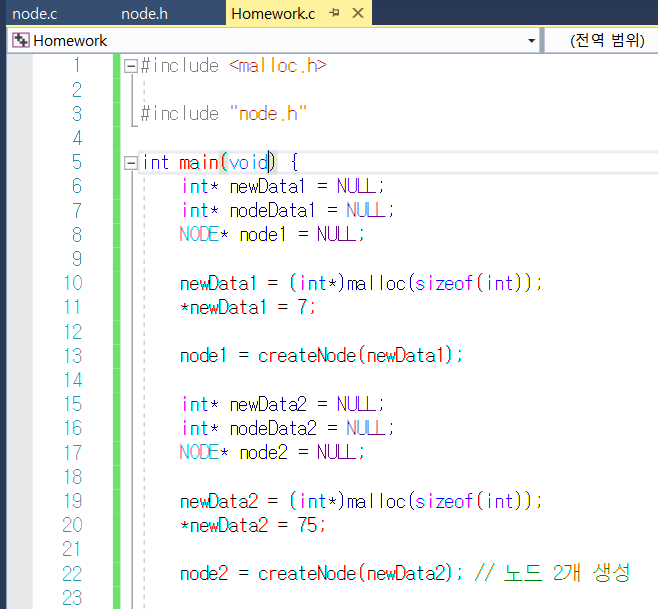 node.c node.h Homework.c
Homework (전역 범위)
1 #include <malloc.h>
2
3 #include "node.h"
4
5 int main(void) {
6 int* newData1 = NULL;
7 int* nodeData1 = NULL;
8 NODE* node1 = NULL;
9
10 newData1 = (int*)malloc(sizeof(int));
11 *newData1 = 7;
12
13 node1 = createNode(newData1);
14
15 int* newData2 = NULL;
16 int* nodeData2 = NULL;
17 NODE* node2 = NULL;
18
19 newData2 = (int*)malloc(sizeof(int));
20 *newData2 = 75;
21
22 node2 = createNode(newData2); // 노드 2개 생성
23